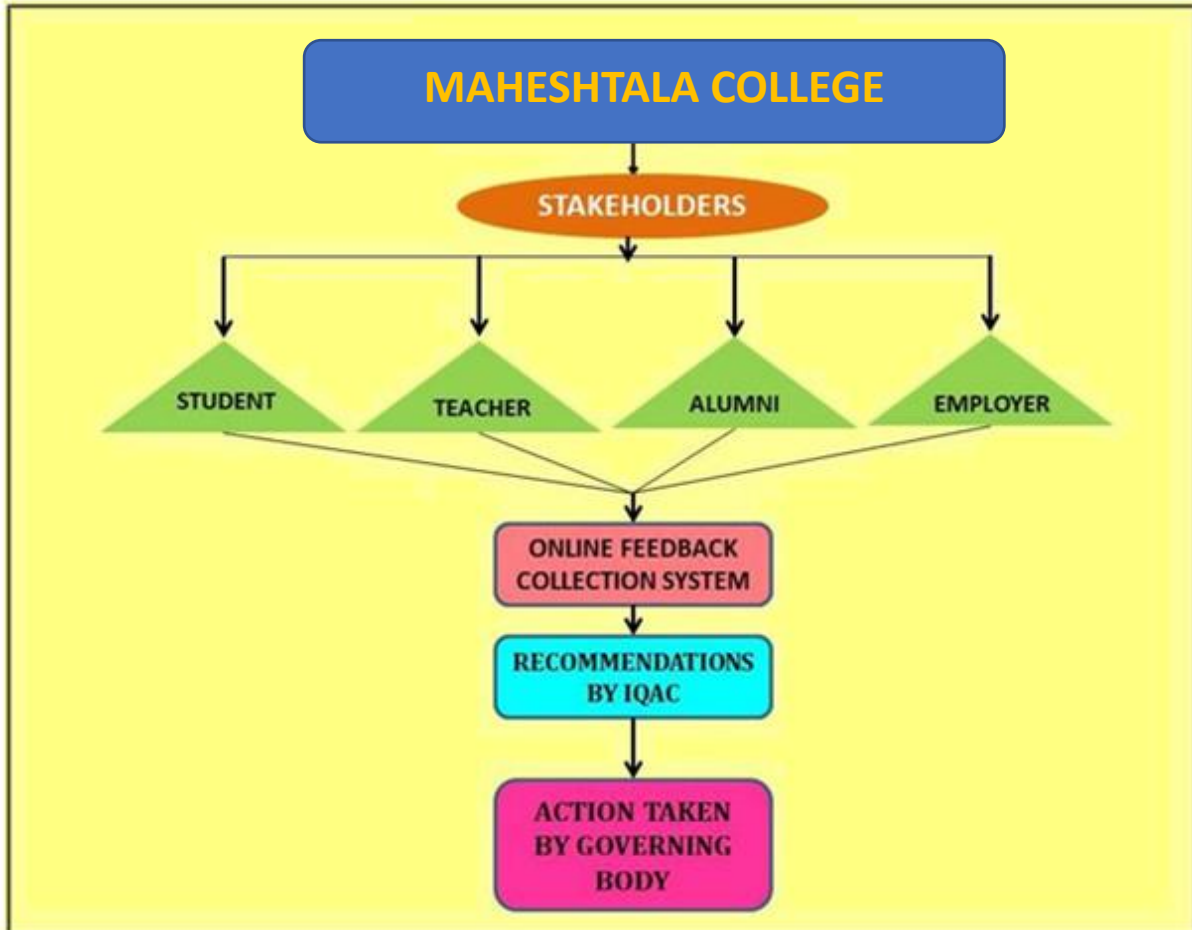 MAHESHTALA COLLEGE
STAKEHOLDERS
STUDENT
TEACHER
ALUMNI
EMPLOYER
ONLINE FEEDBACK
COLLECTION SYSTEM
RECOMMENDATIONS
BY IQAC
ACTION TAKEN
BY GOVERNING
BODY